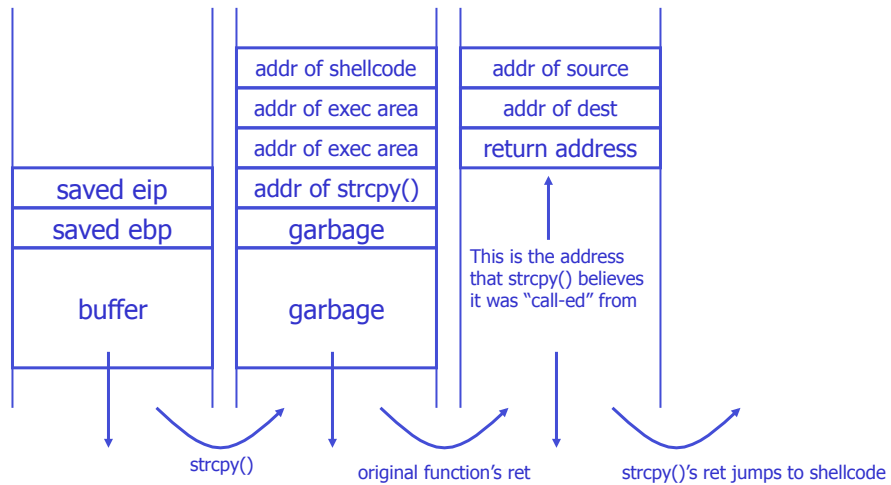 saved eip
saved ebp
buffer
addr of shellcode
addr of exec area
addr of exec area
addr of strcpy()
garbage
garbage
addr of source
addr of dest
return address
This is the address
that strcpy() believes
it was “call-ed” from
strcpy()
original function’s ret
strcpy()’s ret jumps to shellcode